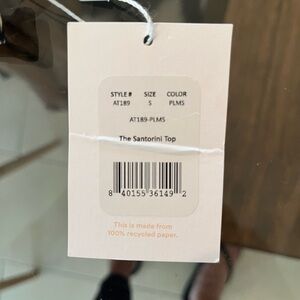 STYLE # SIZE COLOR
AT189 S PLMS
AT189-PLMS
The Santorini Top
8 40155 36149 2
This is made from
100% recycled paper.